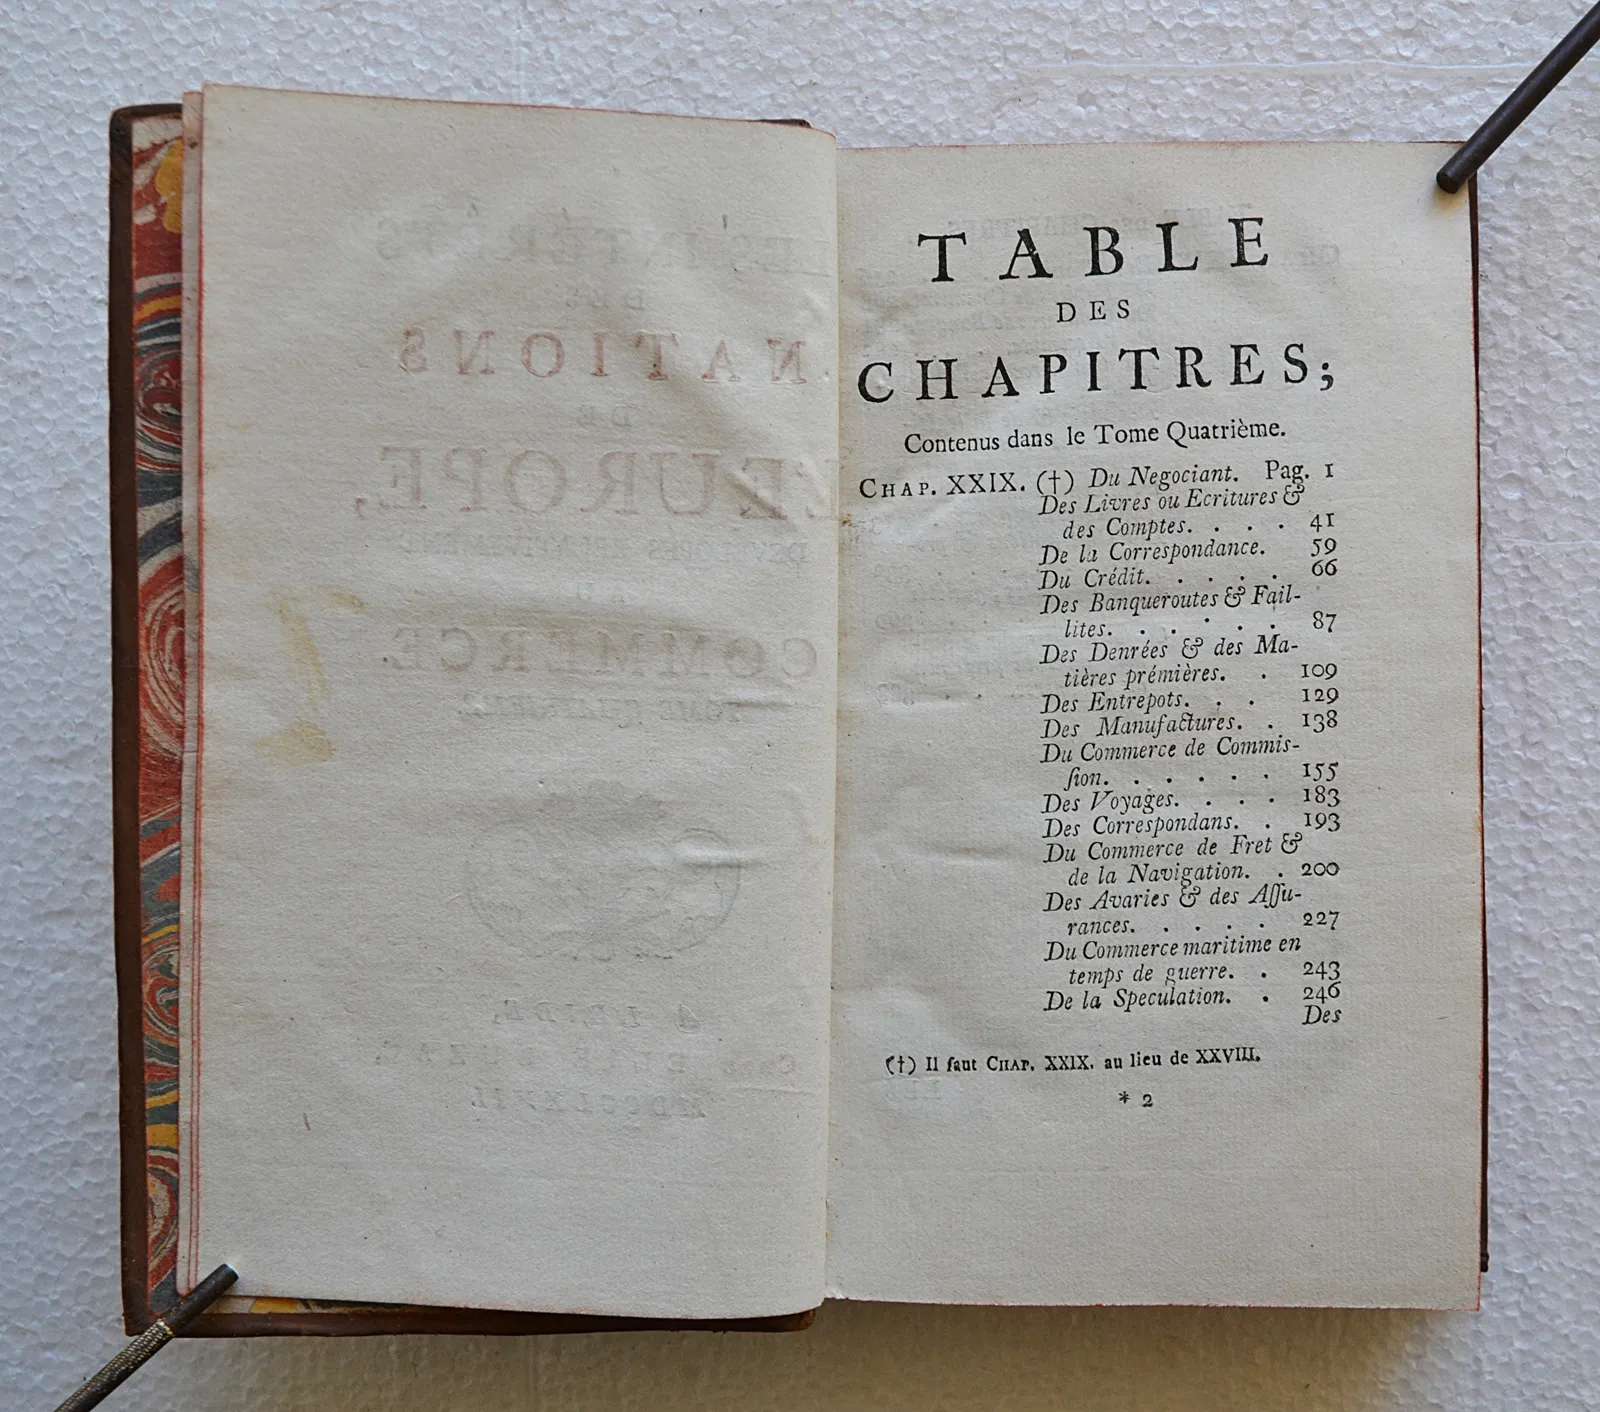 NATIONS
DE
L'EUROPE,
COMMERCE.
TABLE
DES
CHAPITRES;
Contenus dans le Tome Quatrième.
CHAP. XXIX. (†) Du Negociant. Pag. 1
Des Livres ou Ecritures &
des Comptes. . . . 41
De la Correspondance. 59
Du Crédit. . . . . 66
Des Banqueroutes & Fail-
lites. . . . . . 87
Des Denrées & des Ma-
tières prémières. . 109
Des Entrepots. . . 129
Des Manufactures. . 138
Du Commerce de Commis-
ſion. . . . . . 155
Des Voyages. . . . 183
Des Correspondans. . 193
Du Commerce de Fret &
de la Navigation. . 200
Des Avaries & des Aſſu-
rances. . . . . 227
Du Commerce maritime en
temps de guerre. . 243
De la Speculation. . 246
Des
(†) Il faut CHAP. XXIX. au lieu de XXVIII.
* 2